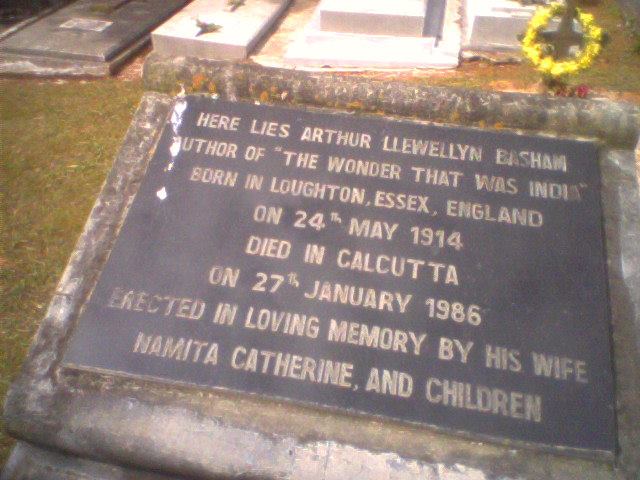 HERE LIES ARTHUR LLEWELLYN BASHAM
AUTHOR OF "THE WONDER THAT WAS INDIA"
BORN IN LOUGHTON, ESSEX, ENGLAND
ON 24TH MAY 1914
DIED IN CALCUTTA
ON 27TH JANUARY 1986
ERECTED IN LOVING MEMORY BY HIS WIFE
NAMITA CATHERINE, AND CHILDREN